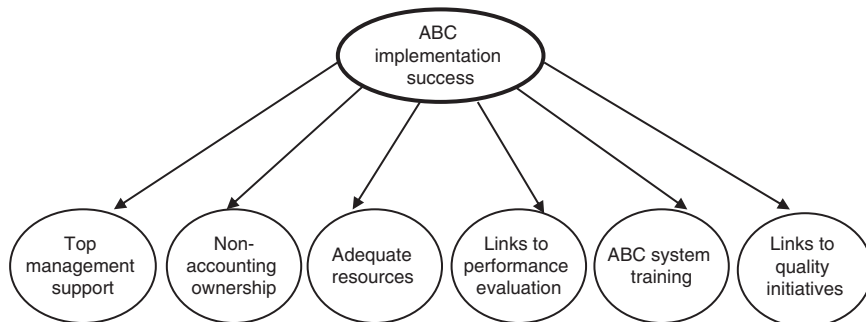 ABC
implementation
success
Top
management
support
Non-
accounting
ownership
Adequate
resources
Links to
performance
evaluation
ABC system
training
Links to
quality
initiatives